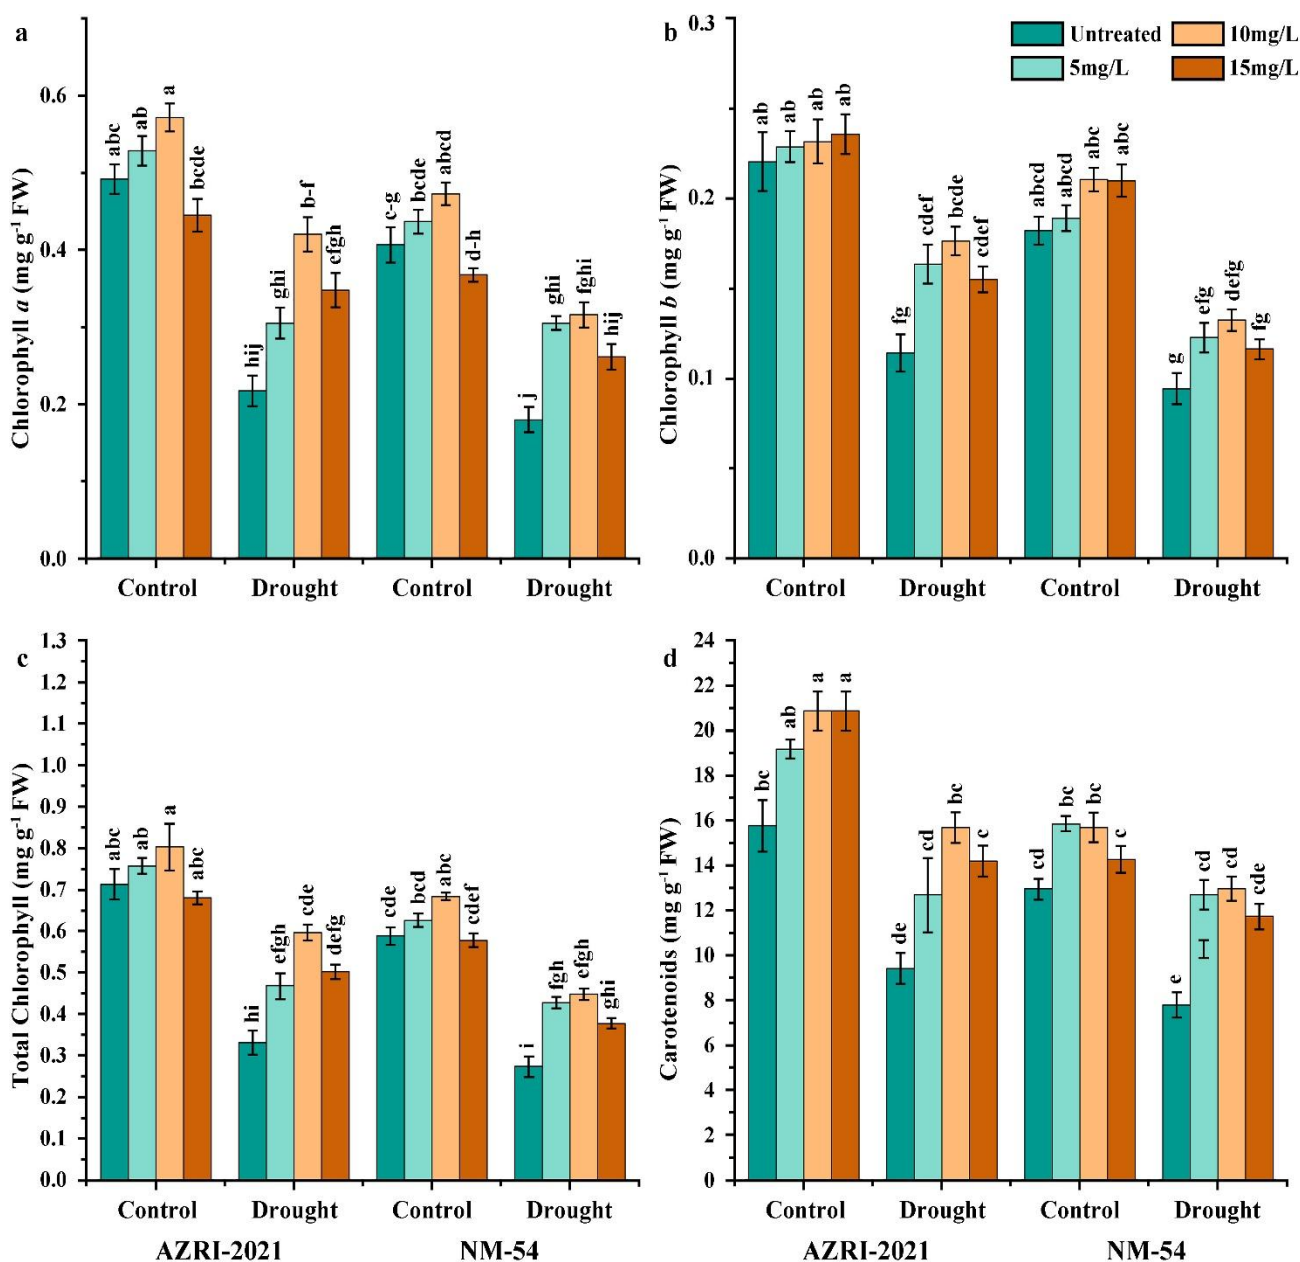 a
Chlorophyll a (mg g⁻¹ FW)
0.6
0.4
0.2
0.0
abc
ab
a
bcde
hij
ghi
b-f
efgh
c-g
bcde
abcd
d-h
j
ghi
fghi
hij
Control Drought Control Drought
b
Untreated 10mg/L
5mg/L 15mg/L
Chlorophyll b (mg g⁻¹ FW)
0.3
0.2
0.1
0.0
ab
ab
ab
ab
fg
cdef
bcde
cdef
abcd
abcd
abc
abc
g
efg
defg
fg
Control Drought Control Drought
c
Total Chlorophyll (mg g⁻¹ FW)
1.3
1.2
1.1
1.0
0.9
0.8
0.7
0.6
0.5
0.4
0.3
0.2
0.1
0.0
abc
ab
a
abc
hi
efgh
cde
defg
cde
bcd
abc
cdef
i
fgh
efgh
ghi
Control Drought Control Drought
AZRI-2021 NM-54
d
Carotenoids (mg g⁻¹ FW)
24
22
20
18
16
14
12
10
8
6
4
2
0
bc
ab
a
a
de
cd
bc
c
cd
bc
bc
c
e
cd
cd
cde
Control Drought Control Drought
AZRI-2021 NM-54